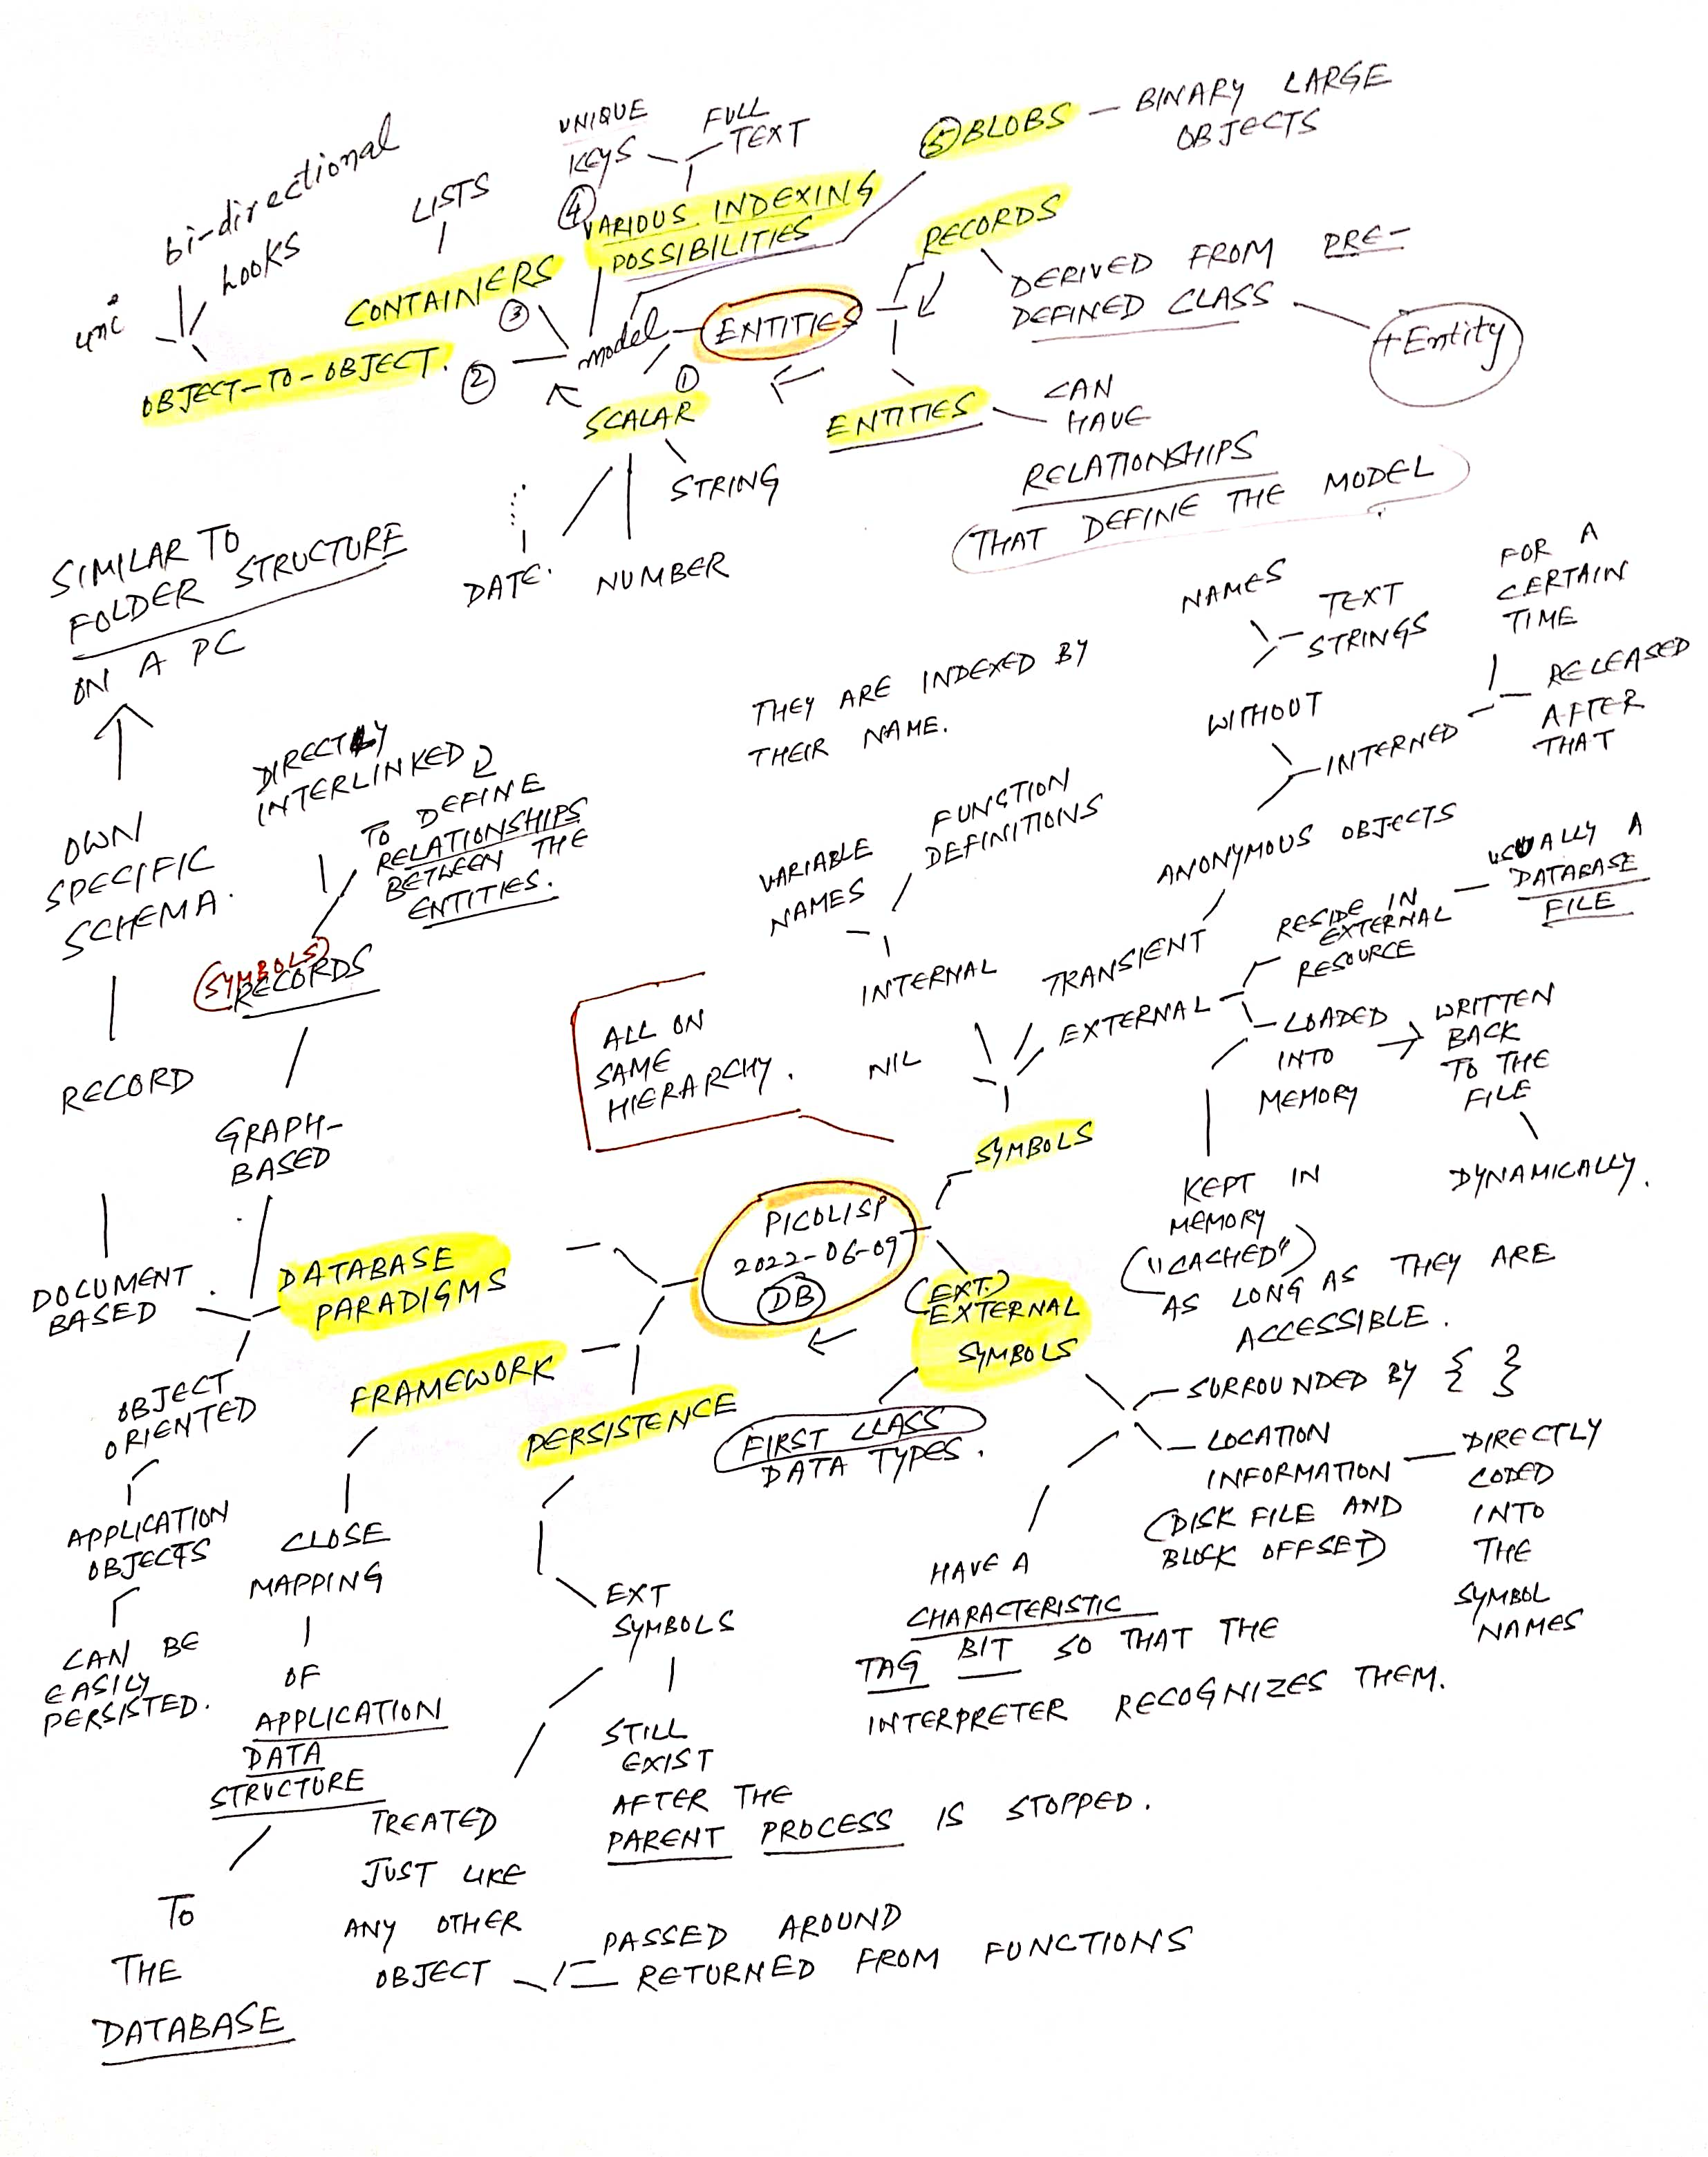 bi-directional
Looks
uni
LISTS
UNIQUE
KEYS
FULL
TEXT
⑤ BLOBS — BINARY LARGE
OBJECTS
④ VARIOUS INDEXING
POSSIBILITIES
CONTAINERS
③
OBJECT-TO-OBJECT.
②
model
ENTITIES
①
SCALAR
STRING
NUMBER
DATE.
RECORDS
DERIVED FROM PRE-
DEFINED CLASS
+Entity
ENTITIES
CAN
HAVE
RELATIONSHIPS
(THAT DEFINE THE MODEL)
SIMILAR TO
FOLDER STRUCTURE
ON A PC
OWN
SPECIFIC
SCHEMA.
RECORD
DOCUMENT
BASED
DIRECTLY
INTERLINKED
TO DEFINE
RELATIONSHIPS
BETWEEN THE
ENTITIES.
(SYMBOLS)
RECORDS
GRAPH-
BASED
THEY ARE INDEXED BY
THEIR NAME.
VARIABLE
NAMES
FUNCTION
DEFINITIONS
INTERNAL
NAMES
TEXT
STRINGS
WITHOUT
INTERNED
FOR A
CERTAIN
TIME
RELEASED
AFTER
THAT
ANONYMOUS OBJECTS
TRANSIENT
EXTERNAL
RESIDE IN
EXTERNAL
RESOURCE
USUALLY A
DATABASE
FILE
LOADED
INTO
MEMORY
WRITTEN
BACK
TO THE
FILE
DYNAMICALLY.
KEPT IN
MEMORY
("CACHED")
AS LONG AS THEY ARE
ACCESSIBLE.
ALL ON
SAME
HIERARCHY.
NIL
SYMBOLS
PICOLISP
2022-06-09
DB
DATABASE
PARADIGMS
OBJECT
ORIENTED
APPLICATION
OBJECTS
CAN BE
EASILY
PERSISTED.
FRAMEWORK
CLOSE
MAPPING
OF
APPLICATION
DATA
STRUCTURE
TO
THE
DATABASE
PERSISTENCE
EXT
SYMBOLS
STILL
EXIST
AFTER THE
PARENT PROCESS IS STOPPED.
TREATED
JUST LIKE
ANY OTHER
OBJECT
PASSED AROUND
RETURNED FROM FUNCTIONS
(EXT.)
EXTERNAL
SYMBOLS
FIRST CLASS
DATA TYPES.
SURROUNDED BY { }
LOCATION
INFORMATION
(DISK FILE AND
BLOCK OFFSET)
DIRECTLY
CODED
INTO
THE
SYMBOL
NAMES
HAVE A
CHARACTERISTIC
TAG BIT SO THAT THE
INTERPRETER RECOGNIZES THEM.